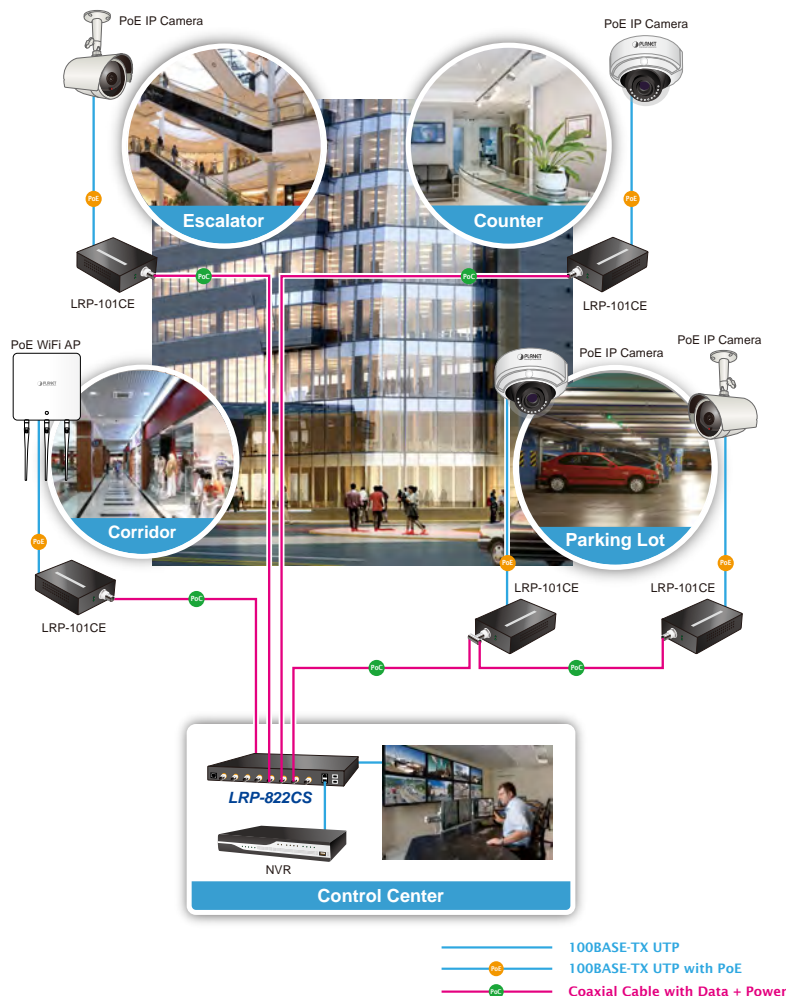 PoE IP Camera
PoE IP Camera
PLANET
Escalator
Counter
PoE
PoE
PoC
PoC
LRP-101CE
LRP-101CE
PoE WiFi AP
PLANET
PoE IP Camera
PoE IP Camera
PLANET
Corridor
Parking Lot
PoE
PoE
PoE
LRP-101CE
LRP-101CE
LRP-101CE
PoC
PoC
PoC
LRP-822CS
NVR
Control Center
100BASE-TX UTP
PoE
100BASE-TX UTP with PoE
PoC
Coaxial Cable with Data + Power